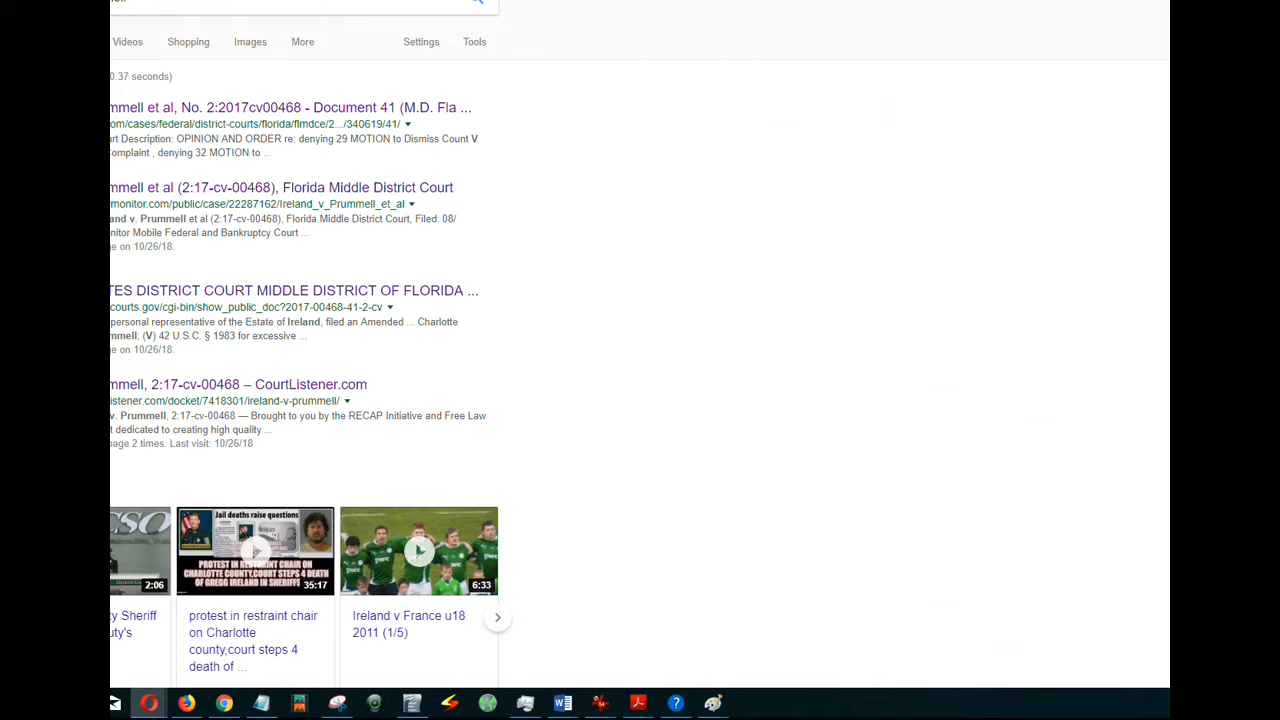 Videos Shopping Images More Settings Tools
0.37 seconds)
mmell et al, No. 2:2017cv00468 - Document 41 (M.D. Fla ...
om/cases/federal/district-courts/florida/flmdce/2.../340619/41/
rt Description: OPINION AND ORDER re: denying 29 MOTION to Dismiss Count V
omplaint , denying 32 MOTION to ...
mmell et al (2:17-cv-00468), Florida Middle District Court
rmonitor.com/public/case/22287162/Ireland_v_Prummell_et_al
and v. Prummell et al (2:17-cv-00468), Florida Middle District Court, Filed: 08/
nitor Mobile Federal and Bankruptcy Court ...
ge on 10/26/18.
TES DISTRICT COURT MIDDLE DISTRICT OF FLORIDA ...
courts.gov/cgi-bin/show_public_doc?2017-00468-41-2-cv
personal representative of the Estate of Ireland, filed an Amended ... Charlotte
mmell; (V) 42 U.S.C. § 1983 for excessive ...
ge on 10/26/18.
mmell, 2:17-cv-00468 – CourtListener.com
istener.com/docket/7418301/ireland-v-prummell/
v. Prummell, 2:17-cv-00468 — Brought to you by the RECAP Initiative and Free Law
t dedicated to creating high quality ...
page 2 times. Last visit: 10/26/18
CSO
2:06
Jail deaths raise questions
PROTEST IN RESTRAINT CHAIR ON
CHARLOTTE COUNTY,COURT STEPS 4 DEATH
OF GREGG IRELAND IN SHERIFFS
35:17
6:33
ty Sheriff
uty's
protest in restraint chair
on Charlotte
county,court steps 4
death of ...
Ireland v France u18
2011 (1/5)